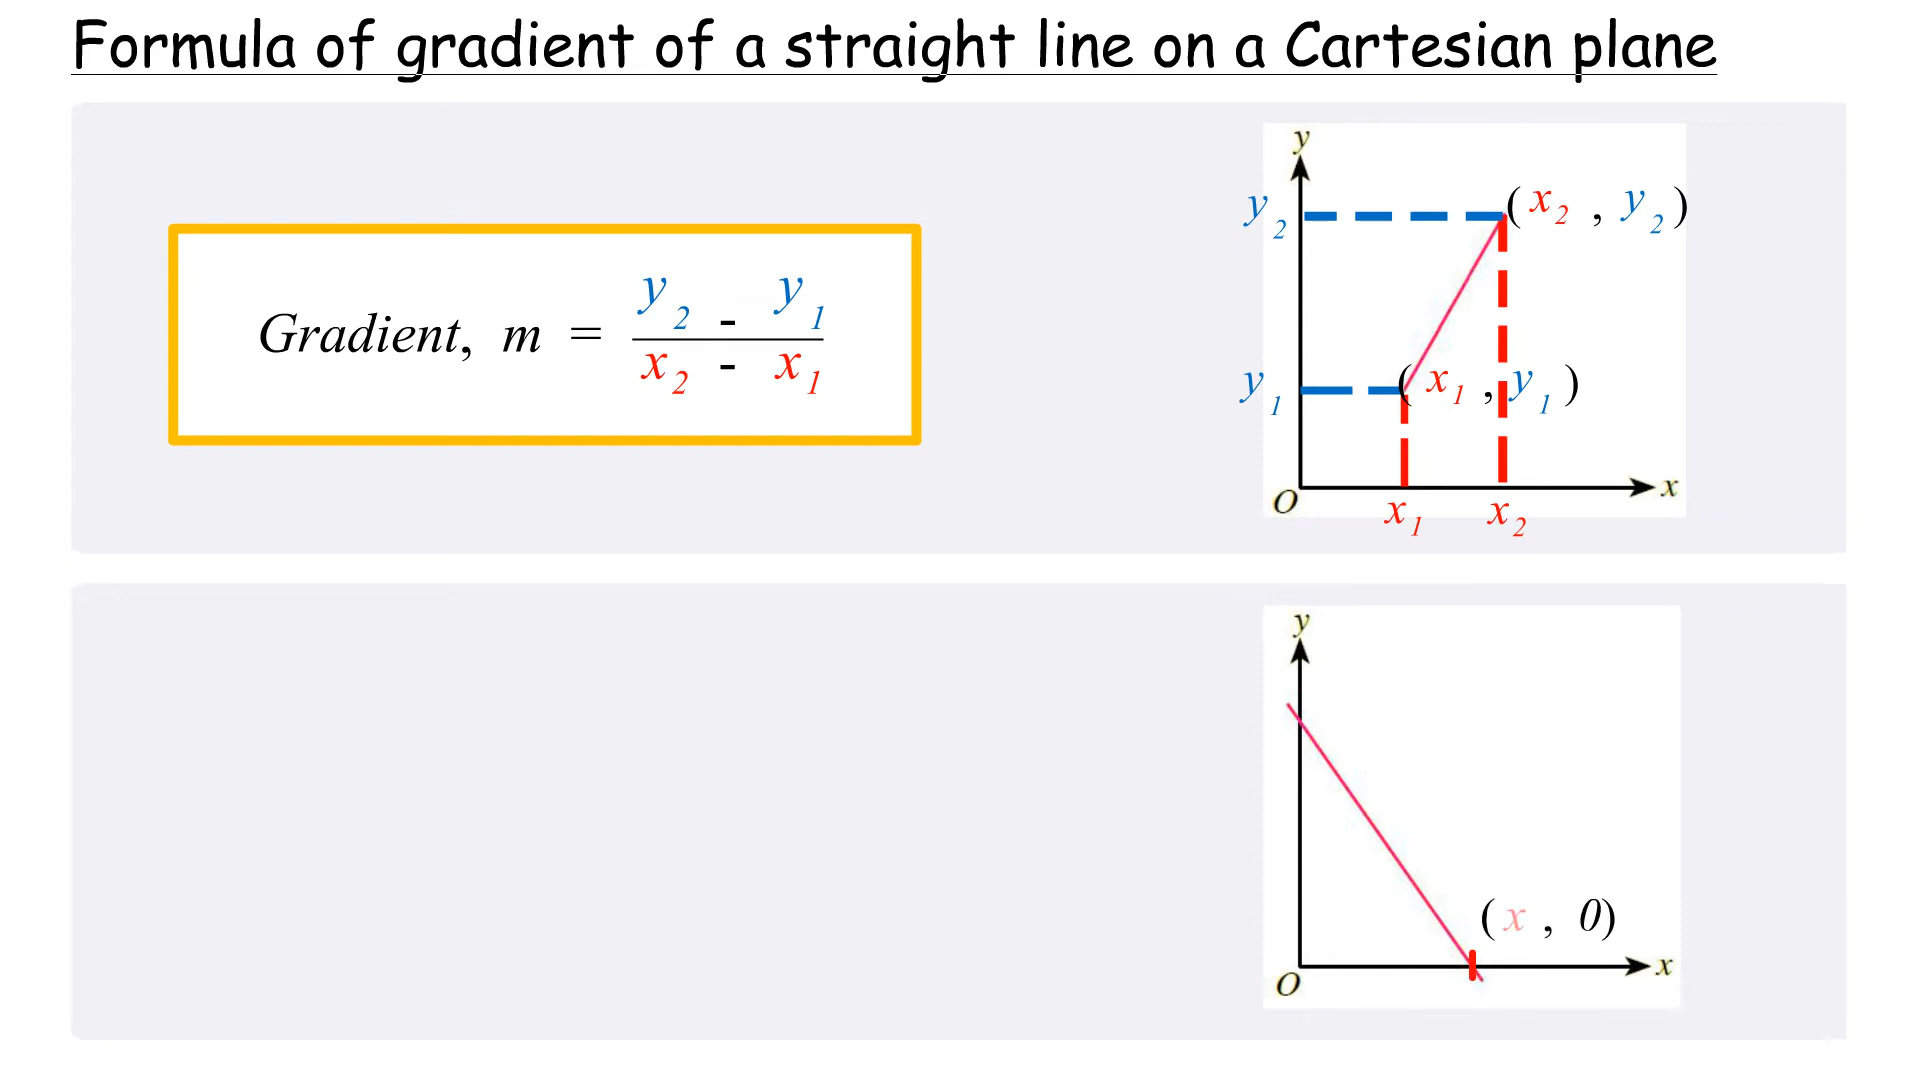 Formula of gradient of a straight line on a Cartesian plane
Gradient, m = y2 - y1
x2 - x1
y
y2
(x2 , y2)
y1
(x1 , y1)
O
x
x1
x2
y
(x , 0)
O
x